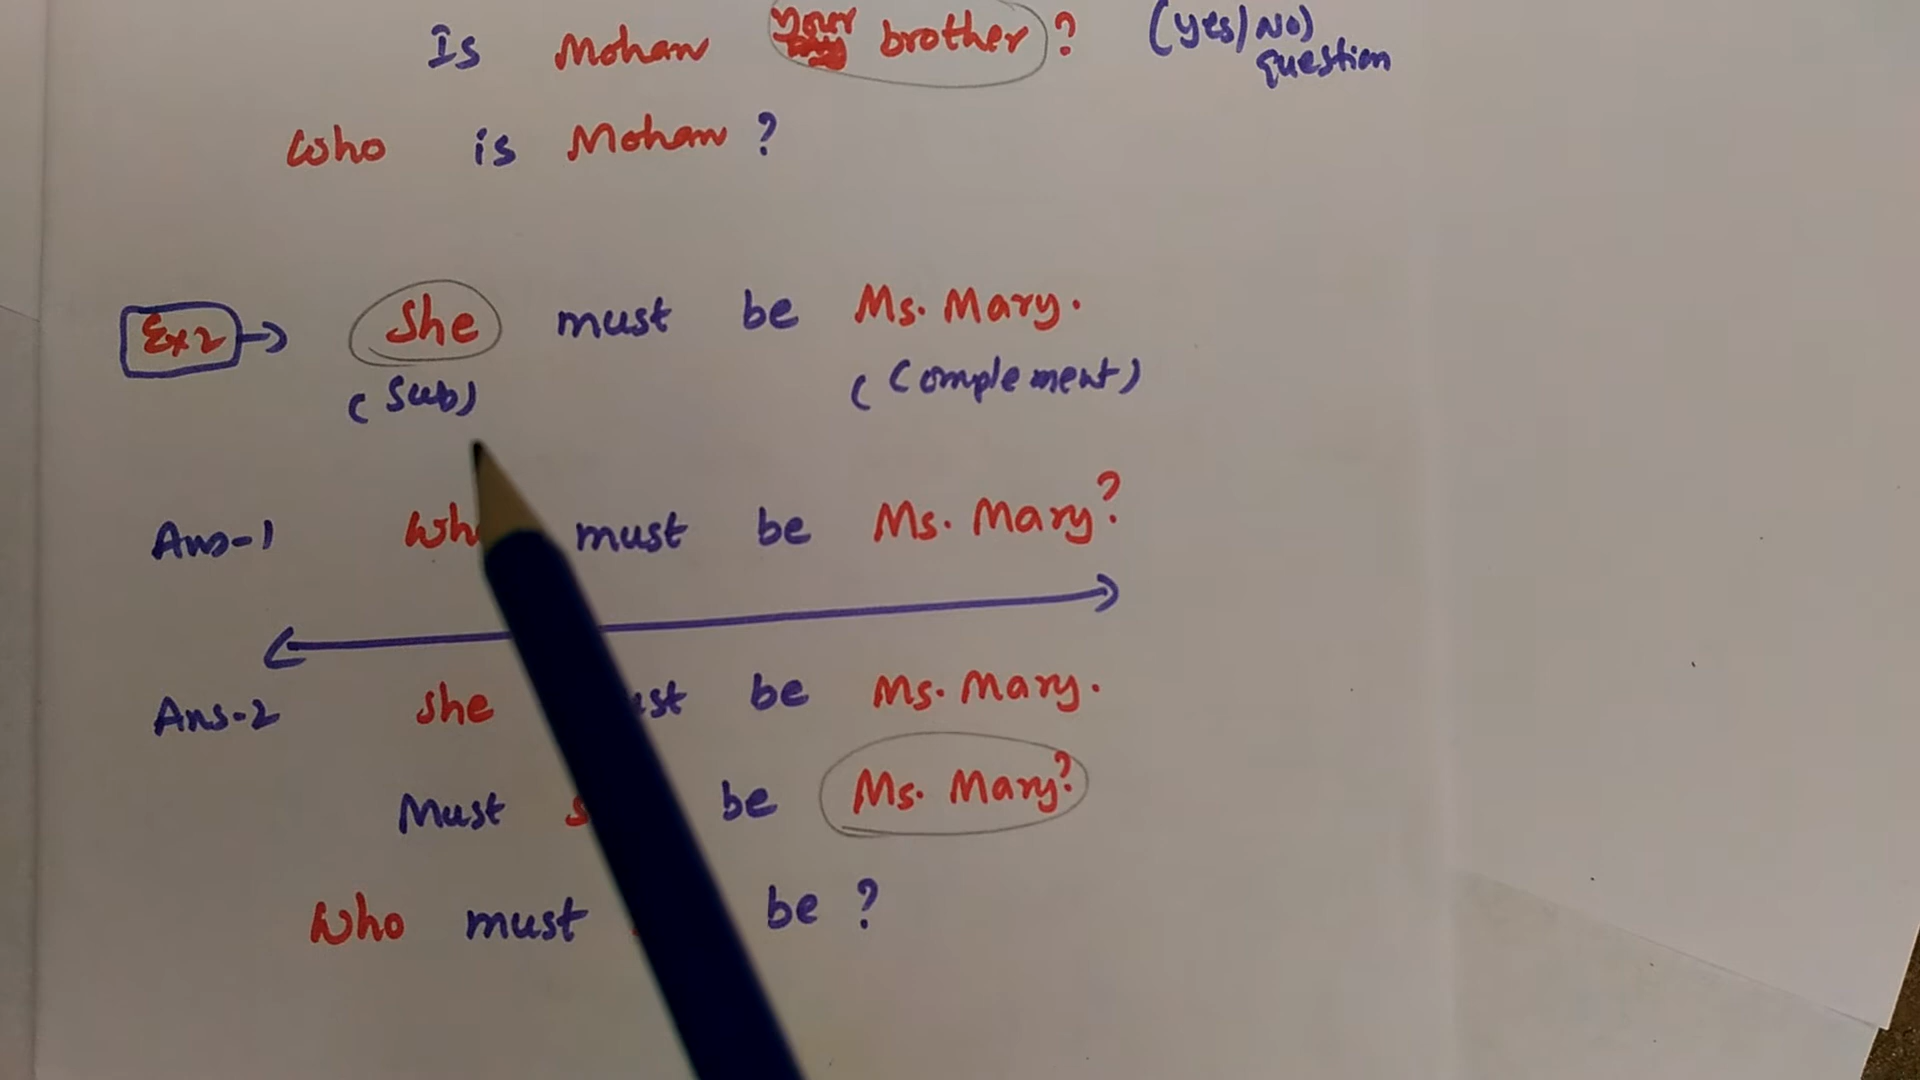 Is Mohan your brother? (yes/No)
question
Who is Mohan?
Ex2 → She must be Ms. Mary.
(Sub) (Complement)
Ans-1 must be Ms. Mary?
Ans-2 She be Ms. Mary.
Must be Ms. Mary?
Who must be ?